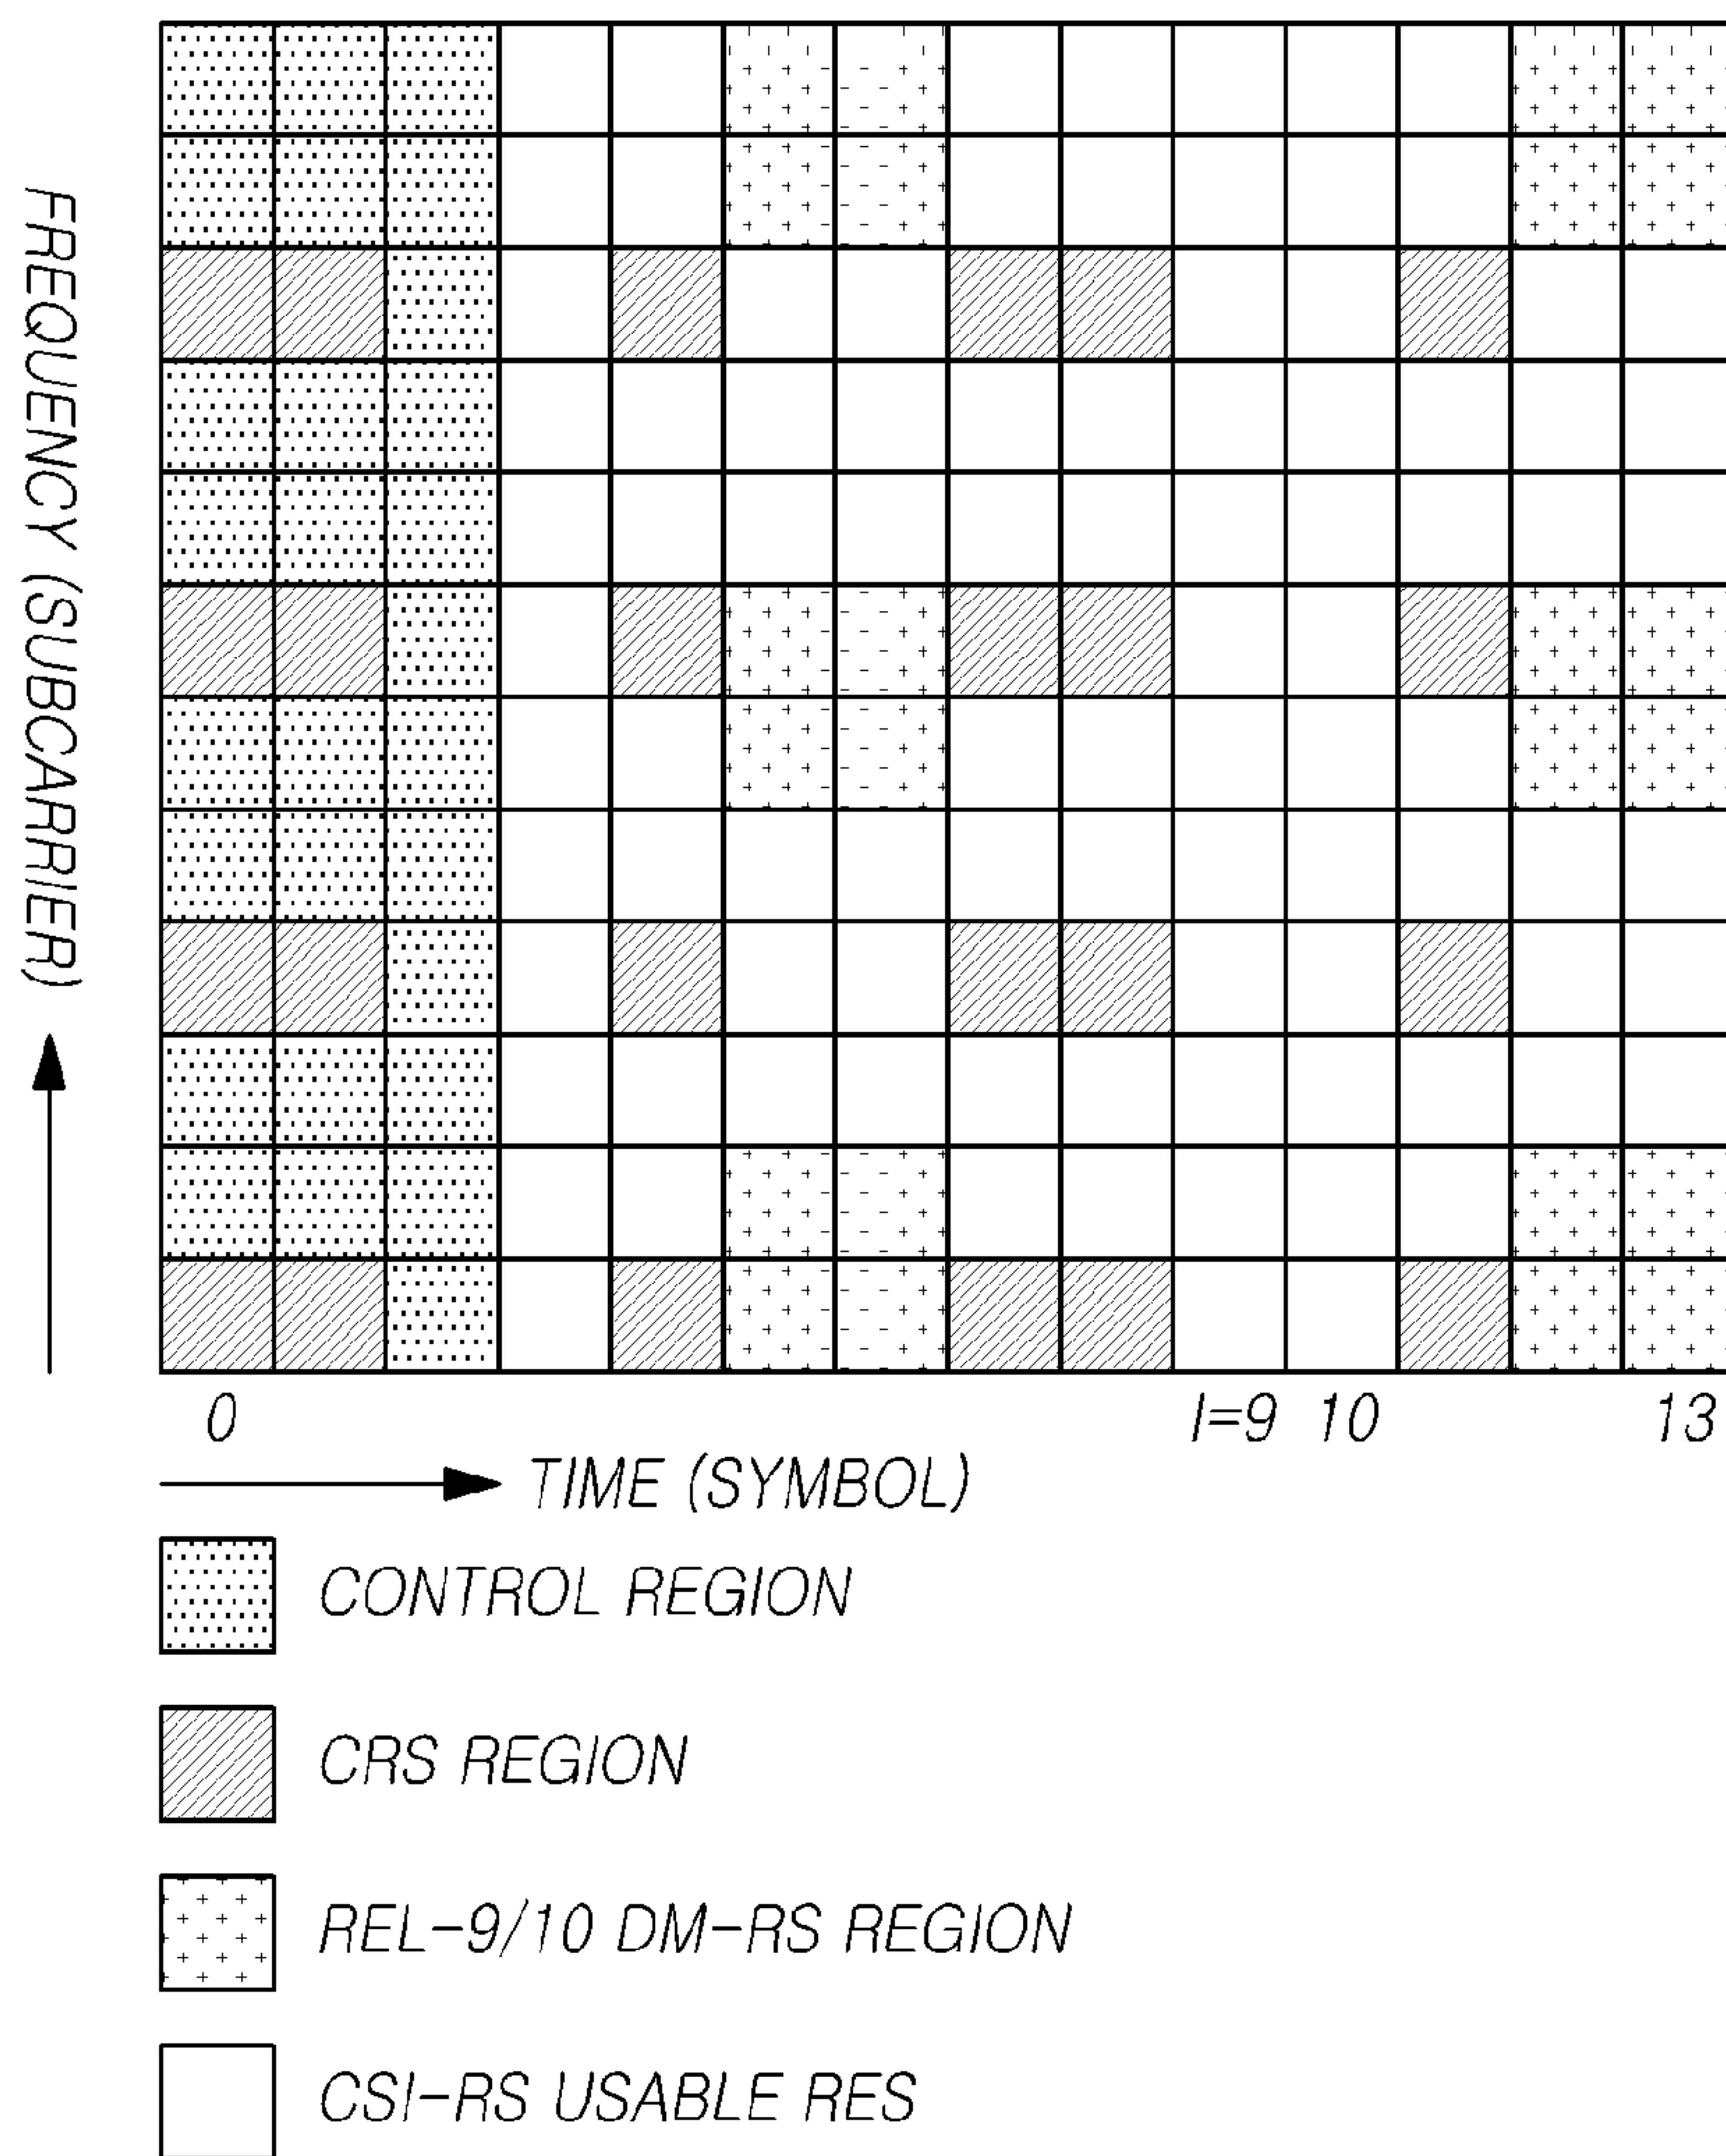 FREQUENCY (SUBCARRIER)
0 l=9 10 13
TIME (SYMBOL)
CONTROL REGION
CRS REGION
REL-9/10 DM-RS REGION
CSI-RS USABLE RES